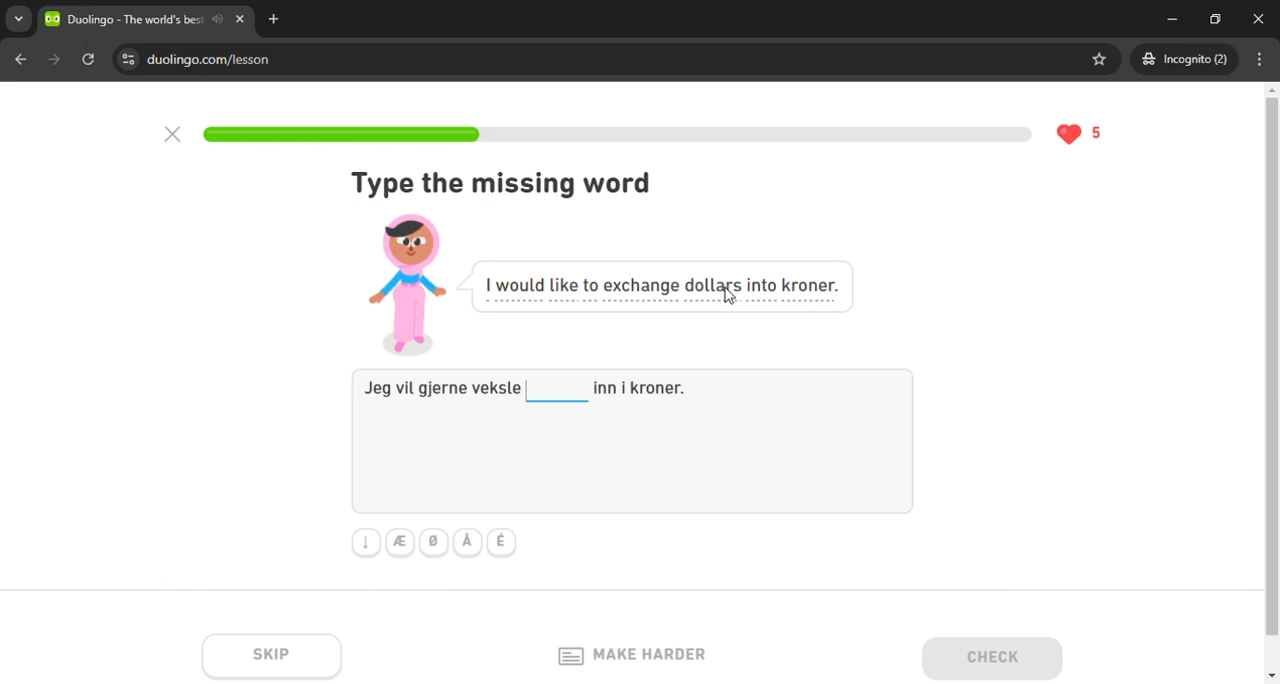 Duolingo - The world's best
duolingo.com/lesson
Incognito (2)
5
Type the missing word
I would like to exchange dollars into kroner.
Jeg vil gjerne veksle inn i kroner.
↓ Æ Ø Å É
SKIP
MAKE HARDER
CHECK